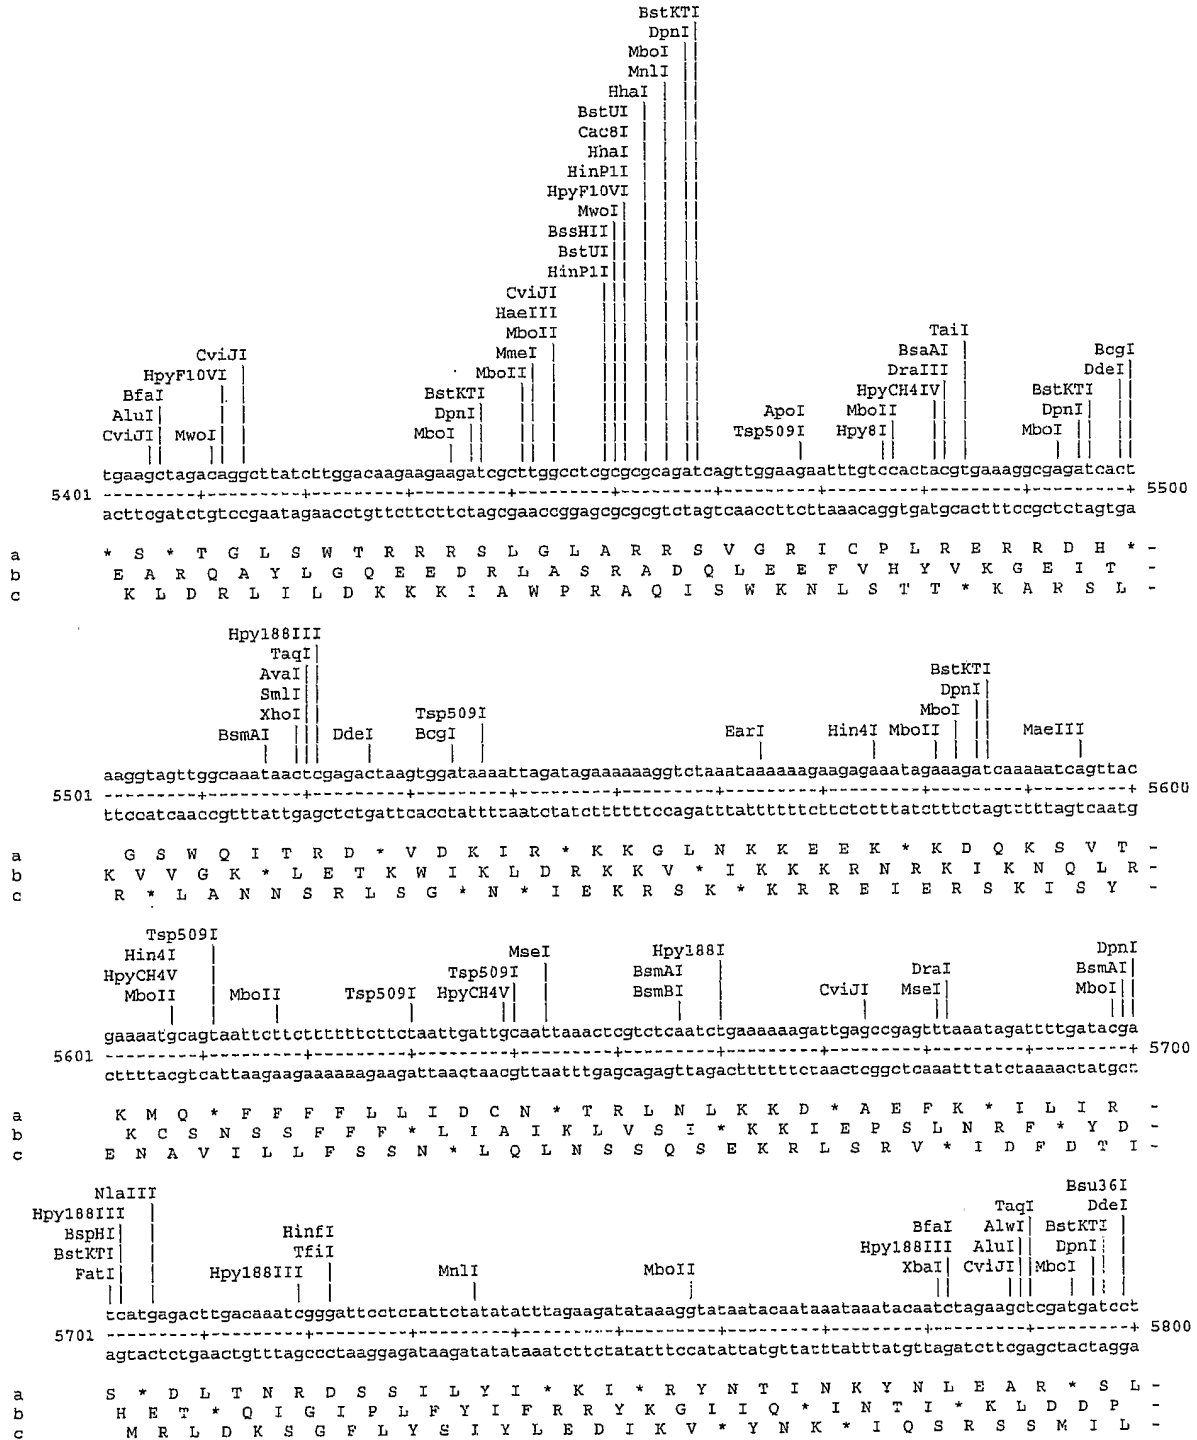 BstKTI
DpnI
MboI
MnlI
HhaI
BstUI
Cac8I
HhaI
HinP1I
HpyF10VI
MwoI
BssHII
BstUI
HinP1I
CviJI
HaeIII
MboII
TaiI
CviJI MmeI BsaAI BcgI
HpyF10VI MboII DraIII DdeI
BfaI BstKTI HpyCH4IV BstKTI
AluI DpnI ApoI MboII DpnI
CviJI MwoI MboI Tsp509I Hpy8I MboI
tgaagctagacaggcttatcttggacaagaagaagatcgcttggcctcgcgcgcagatcagttggaagaatttgtccactacgtgaaaggcgagatcact
5401 ---------+---------+---------+---------+---------+---------+---------+---------+---------+---------+ 5500
acttcgatctgtccgaatagaacctgttcttcttctagcgaaccggagcgcgcgtctagtcaaccttcttaaacaggtgatgcactttccgctctagtga
a * S * T G L S W T R R R S L G L A R R S V G R I C P L R E R R D H * -
b E A R Q A Y L G Q E E D R L A S R A D Q L E E F V H Y V K G E I T -
c K L D R L I L D K K K I A W P R A Q I S W K N L S T T * K A R S L -
Hpy188III
TaqI
AvaI BstKTI
SmlI DpnI
XhoI Tsp509I MboI
BsmAI DdeI BcgI EarI Hin4I MboII MaeIII
aaggtagttggcaaataactcgagactaagtggataaaattagatagaaaaaaggtctaaataaaaaagaagagaaatagaaagatcaaaaatcagttac
5501 ---------+---------+---------+---------+---------+---------+---------+---------+---------+---------+ 5600
ttccatcaaccgtttattgagctctgattcacctattttaatctatcttttttccagatttattttttcttctctttatctttctagtttttagtcaatg
a G S W Q I T R D * V D K I R * K K G L N K K E E K * K D Q K S V T -
b K V V G K * L E T K W I K L D R K K V * I K K K R N R K I K N Q L R -
c R * L A N N S R L S G * N * I E K R S K * K R R E I E R S K I S Y -
Tsp509I
Hin4I MseI Hpy188I DpnI
HpyCH4V Tsp509I BsmAI DraI BsmAI
MboII MboII Tsp509I HpyCH4V BsmBI CviJI MseI MboI
gaaaatgcagtaattcttcttttttcttctaattgattgcaattaaactcgtctcaatctgaaaaaagattgagccgagtttaaatagattttgatacga
5601 ---------+---------+---------+---------+---------+---------+---------+---------+---------+---------+ 5700
cttttacgtcattaagaagaaaaaagaagattaactaacgttaatttgagcagagttagacttttttctaactcggctcaaatttatctaaaactatgct
a K M Q * F F F F L L I D C N * T R L N L K K D * A E F K * I L I R -
b K C S N S S F F F * L I A I K L V S I * K K I E P S L N R F * Y D -
c E N A V I L L F S S N * L Q L N S S Q S E K R L S R V * I D F D T I -
NlaIII Bsu36I
Hpy188III TaqI DdeI
BspHI HinfI BfaI AlwI BstKTI
BstKTI TfiI Hpy188III AluI DpnI
FatI Hpy188III MnlI MboII XbaI CviJI MboI
tcatgagacttgacaaatcgggattcctctattctatatatttagaagatataaaggtataatacaataaataaatacaatctagaagctcgatgatcct
5701 ---------+---------+---------+---------+---------+---------+---------+---------+---------+---------+ 5800
agtactctgaactgtttagccctaaggagataagatatataaatcttctatatttccatattatgttatttatttatgttagatcttcgagctactagga
a S * D L T N R D S S I L Y I * K I * R Y N T I N K Y N L E A R * S L -
b H E T * Q I G I P L F Y I F R R Y K G I I Q * I N T I * K L D D P -
c M R L D K S G F L Y S I Y L E D I K V * Y N K * I Q S R S S M I L -